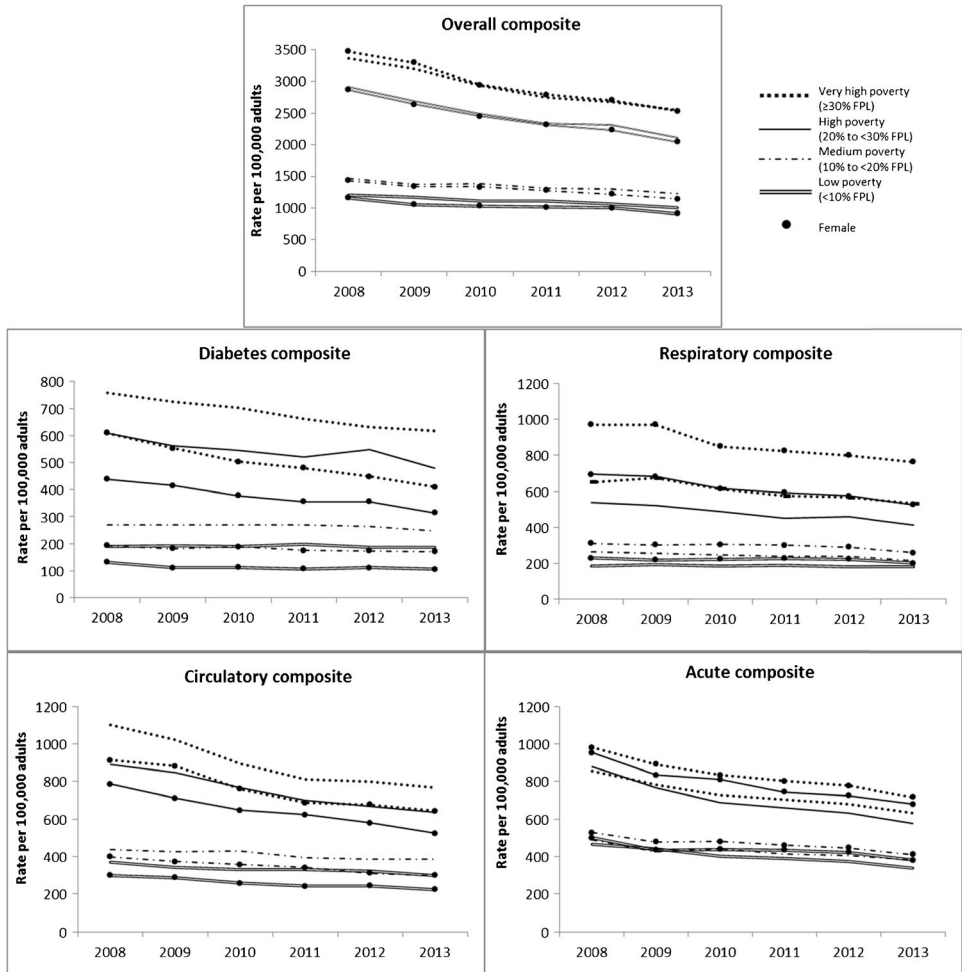 Overall composite
Rate per 100,000 adults
3500
3000
2500
2000
1500
1000
500
0
2008 2009 2010 2011 2012 2013
Very high poverty
(≥30% FPL)
High poverty
(20% to <30% FPL)
Medium poverty
(10% to <20% FPL)
Low poverty
(<10% FPL)
Female
Diabetes composite
Rate per 100,000 adults
800
700
600
500
400
300
200
100
0
2008 2009 2010 2011 2012 2013
Respiratory composite
Rate per 100,000 adults
1200
1000
800
600
400
200
0
2008 2009 2010 2011 2012 2013
Circulatory composite
Rate per 100,000 adults
1200
1000
800
600
400
200
0
2008 2009 2010 2011 2012 2013
Acute composite
Rate per 100,000 adults
1200
1000
800
600
400
200
0
2008 2009 2010 2011 2012 2013